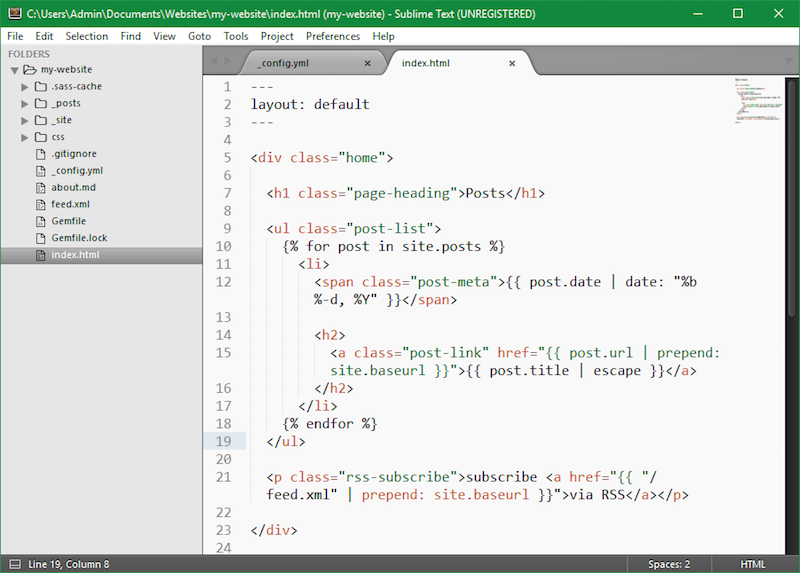 C:\Users\Admin\Documents\Websites\my-website\index.html (my-website) - Sublime Text (UNREGISTERED)
File Edit Selection Find View Goto Tools Project Preferences Help
FOLDERS
my-website
.sass-cache
_posts
_site
css
.gitignore
_config.yml
about.md
feed.xml
Gemfile
Gemfile.lock
index.html
_config.yml × index.html ×
1 ---
2 layout: default
3 ---
4
5 <div class="home">
6
7 <h1 class="page-heading">Posts</h1>
8
9 <ul class="post-list">
10 {% for post in site.posts %}
11 <li>
12 <span class="post-meta">{{ post.date | date: "%b
%-d, %Y" }}</span>
13
14 <h2>
15 <a class="post-link" href="{{ post.url | prepend:
site.baseurl }}">{{ post.title | escape }}</a>
16 </h2>
17 </li>
18 {% endfor %}
19 </ul>
20
21 <p class="rss-subscribe">subscribe <a href="{{ "/
feed.xml" | prepend: site.baseurl }}">via RSS</a></p>
22
23 </div>
24
Line 19, Column 8 Spaces: 2 HTML